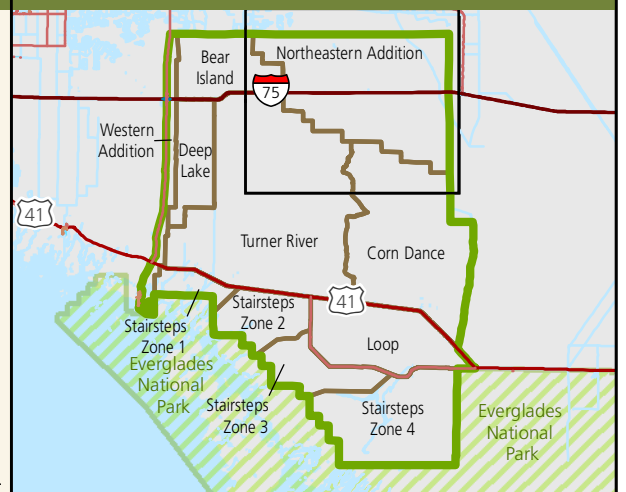 Bear
Island
Northeastern Addition
75
Western
Addition
Deep
Lake
41
Turner River
Corn Dance
41
Stairsteps
Zone 2
Stairsteps
Zone 1
Loop
Everglades
National
Park
Stairsteps
Zone 3
Stairsteps
Zone 4
Everglades
National
Park